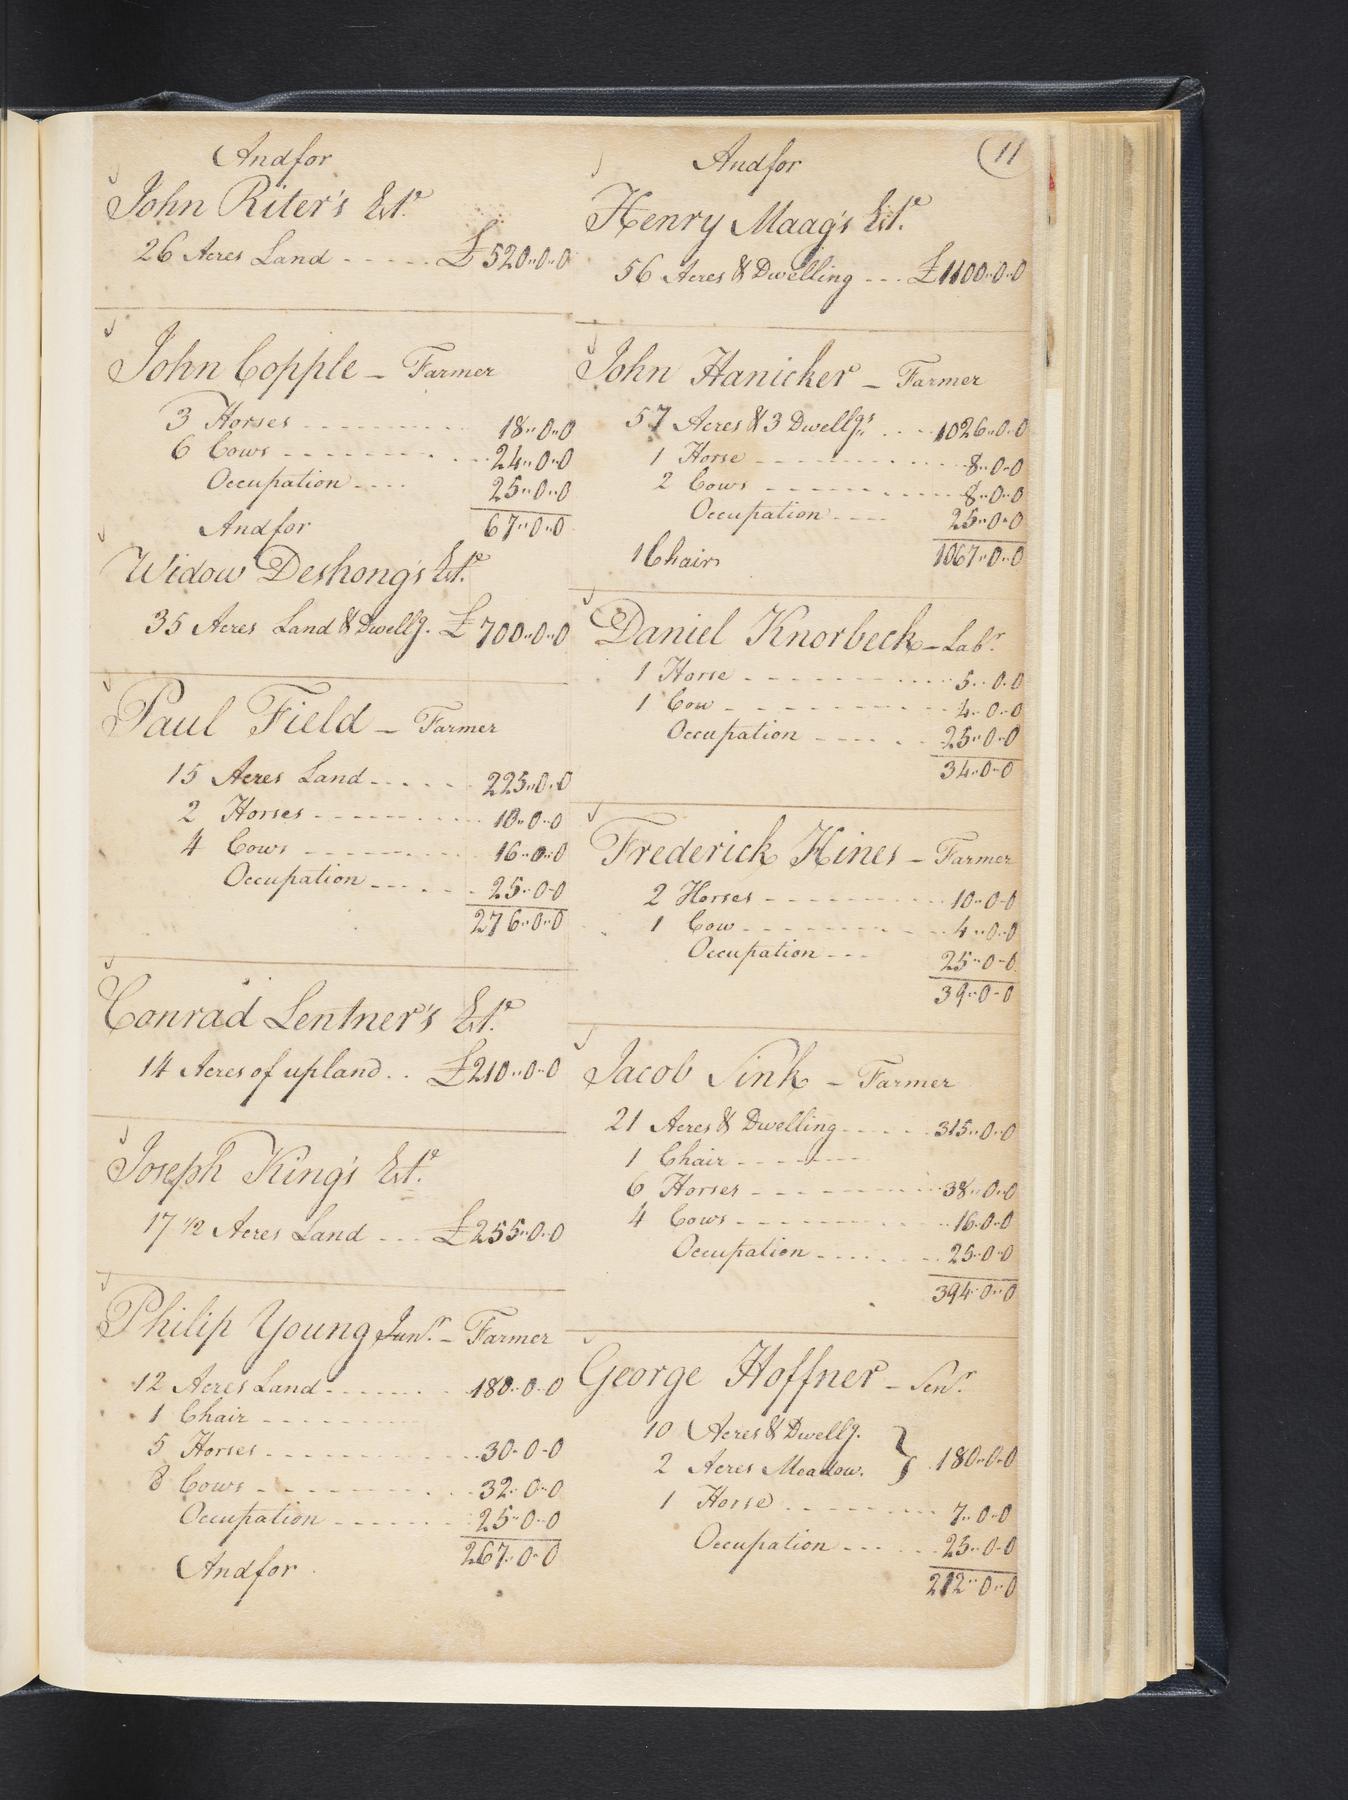 Andfor
John Riter's Estᵉ
26 Acres Land - - - - - £520..0..0
John Copple - Farmer
3 Horses - - - - - - - - - 18..0..0
6 Cows - - - - - - - - - 24..0..0
Occupation - - - - 25..0..0
67..0..0
Andfor
Widow Deshong's Estᵉ
35 Acres Land & Dwellg. £700..0..0
Paul Field - Farmer
15 Acres Land - - - - - 225..0..0
2 Horses - - - - - - - - - 10..0..0
4 Cows - - - - - - - - - 16..0..0
Occupation - - - - - - 25..0..0
276..0..0
Conrad Lentner's Estᵉ
14 Acres of upland . . £210..0..0
Joseph King's Estᵉ
17 1/2 Acres Land - - - £255..0..0
Philip Young Junʳ. - Farmer
12 Acres Land - - - - - - 180..0..0
1 Chair - - - - - - - -
5 Horses - - - - - - - - - 30..0..0
8 Cows - - - - - - - - - 32..0..0
Occupation - - - - - - 25..0..0
267..0..0
Andfor
11
Andfor
Henry Maag's Estᵉ.
56 Acres & Dwelling - - - £1100..0..0
John Hanicker - Farmer
57 Acres & 3 Dwellgˢ. - - - 1026..0..0
1 Horse - - - - - - - - - 8..0..0
2 Cows - - - - - - - - - 8..0..0
Occupation - - - - 25..0..0
1 Chair 1067..0..0
Daniel Knorbeck - Labʳ.
1 Horse - - - - - - - - - 5..0..0
1 Cow - - - - - - - - - 4..0..0
Occupation - - - - - 25..0..0
34..0..0
Frederick Hines - Farmer
2 Horses - - - - - - - - - 10..0..0
1 Cow - - - - - - - - - 4..0..0
Occupation - - - 25..0..0
39..0..0
Jacob Sink - Farmer
21 Acres & Dwelling - - - - - 315..0..0
1 Chair - - - - - - -
6 Horses - - - - - - - - - 38..0..0
4 Cows - - - - - - - - - 16..0..0
Occupation - - - - - - 25..0..0
394..0..0
George Hoffner - Senʳ.
10 Acres & Dwellg.
2 Acres Meadow. } 180..0..0
1 Horse - - - - - - - - 7..0..0
Occupation - - - - - - 25..0..0
212..0..0